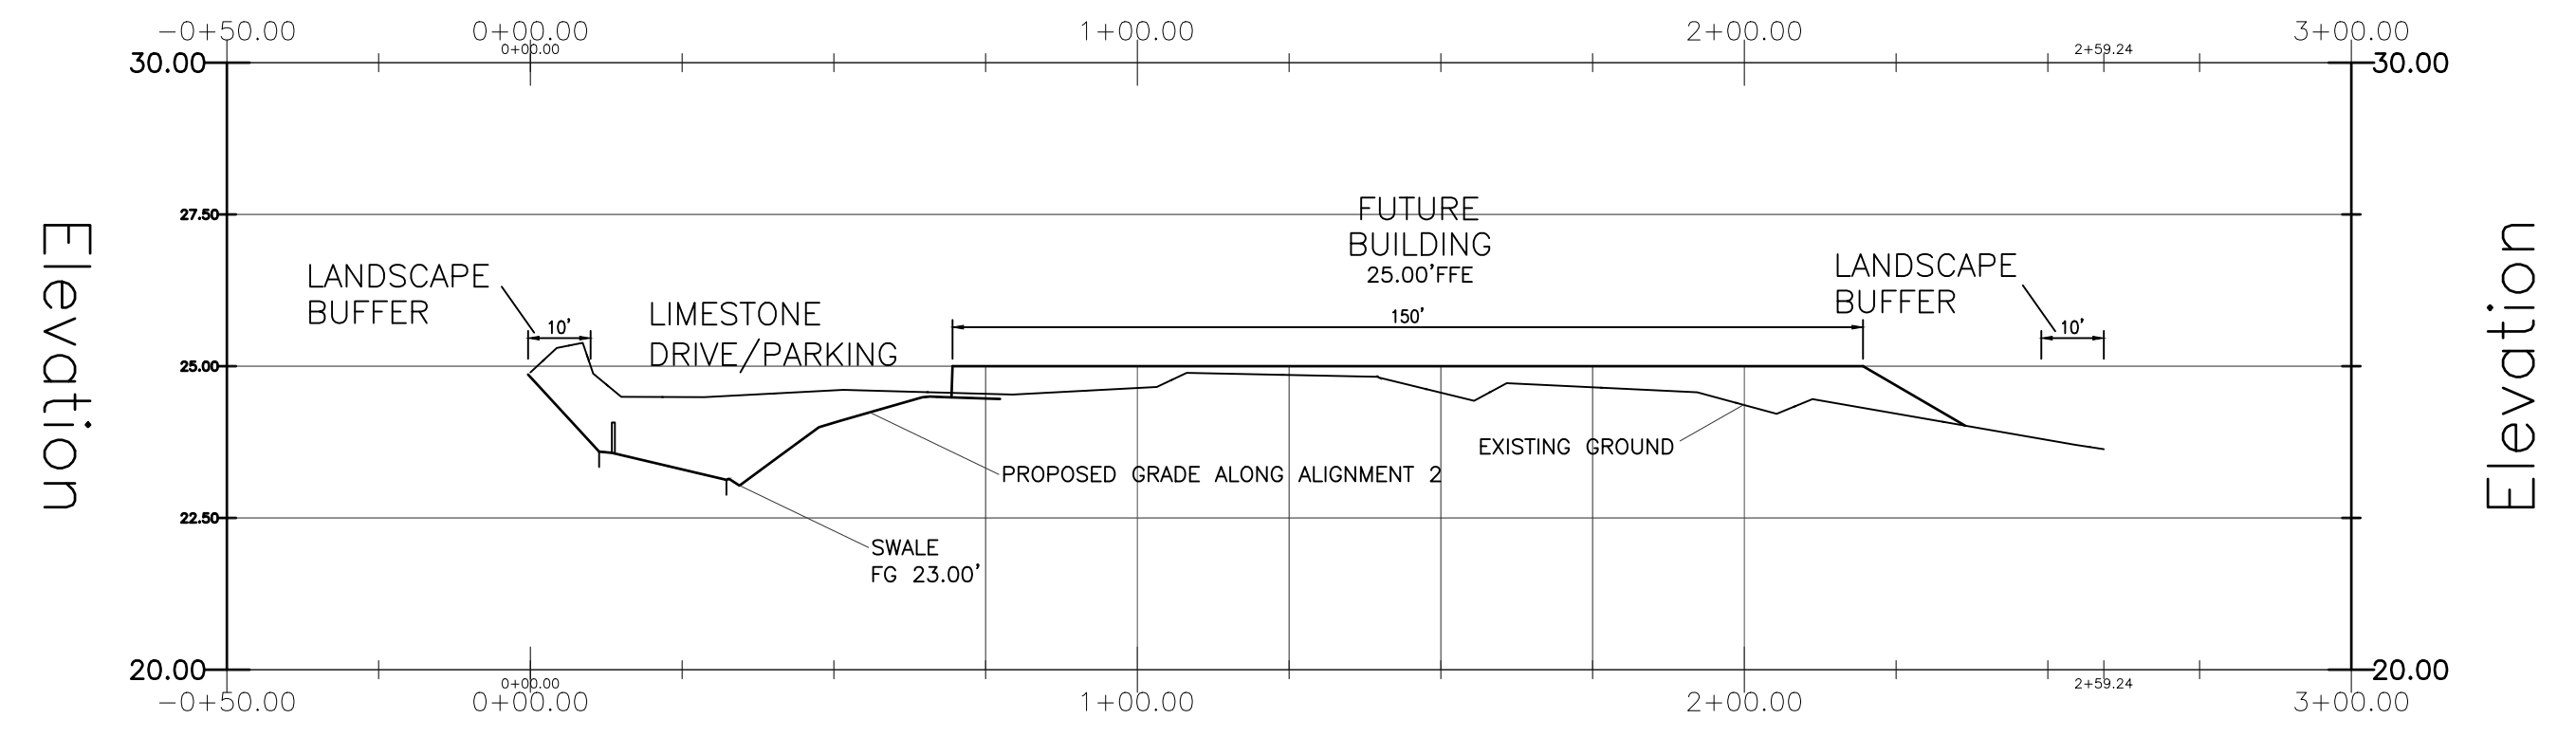 −0+50.00 0+00.00 1+00.00 2+00.00 3+00.00
0+00.00 2+59.24
30.00 30.00
27.50
FUTURE
BUILDING
25.00'FFE
LANDSCAPE
BUFFER
10'
LIMESTONE
DRIVE/PARKING
150'
LANDSCAPE
BUFFER
10'
25.00
Elevation
Elevation
EXISTING GROUND
PROPOSED GRADE ALONG ALIGNMENT 2
22.50
SWALE
FG 23.00'
20.00 20.00
0+00.00 2+59.24
−0+50.00 0+00.00 1+00.00 2+00.00 3+00.00